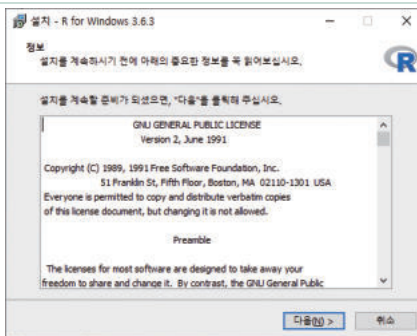 설치 - R for Windows 3.6.3
정보
설치를 계속하시기 전에 아래의 중요한 정보를 꼭 읽어보십시오.
R
설치를 계속할 준비가 되셨으면, "다음"을 클릭해 주십시오.
GNU GENERAL PUBLIC LICENSE
Version 2, June 1991
Copyright (C) 1989, 1991 Free Software Foundation, Inc.
51 Franklin St, Fifth Floor, Boston, MA 02110-1301 USA
Everyone is permitted to copy and distribute verbatim copies
of this license document, but changing it is not allowed.
Preamble
The licenses for most software are designed to take away your
freedom to share and change it. By contrast, the GNU General Public
다음(N) >
취소